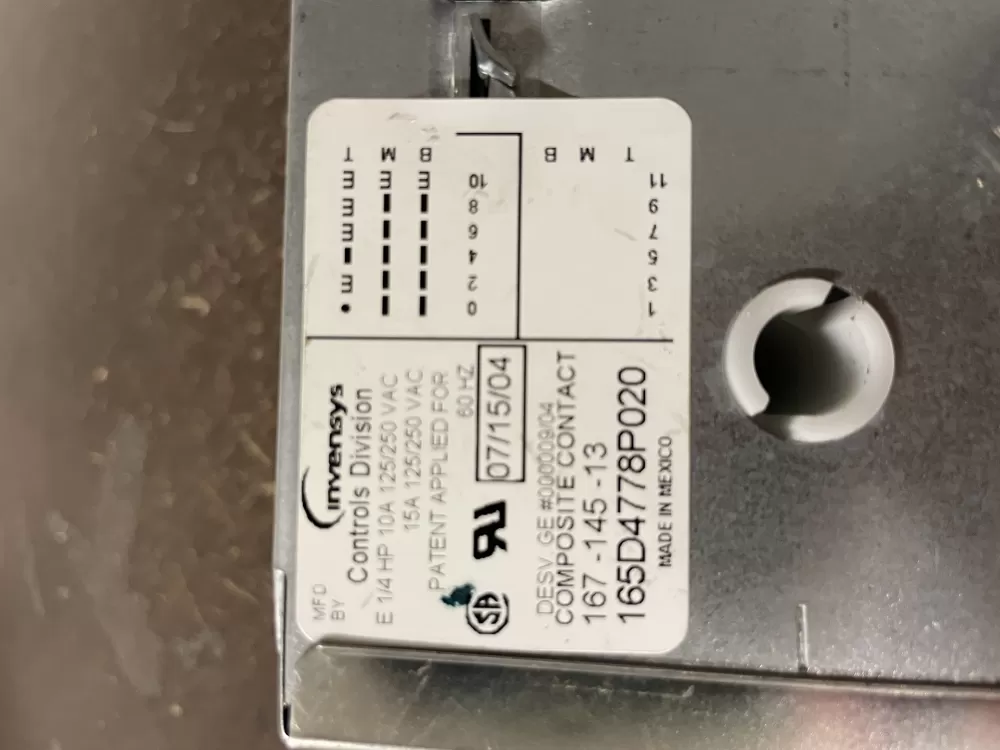 MFD
BY
invensys
Controls Division
E 1/4 HP 10A 125/250 VAC
15A 125/250 VAC
PATENT APPLIED FOR
60 HZ
07/15/04
SA
DESV. GE #000009/04
COMPOSITE CONTACT
167 -145 -13
165D4778P020
MADE IN MEXICO
1 0
3 2
5 4
7 6
9 8
11 10
T M B B M T